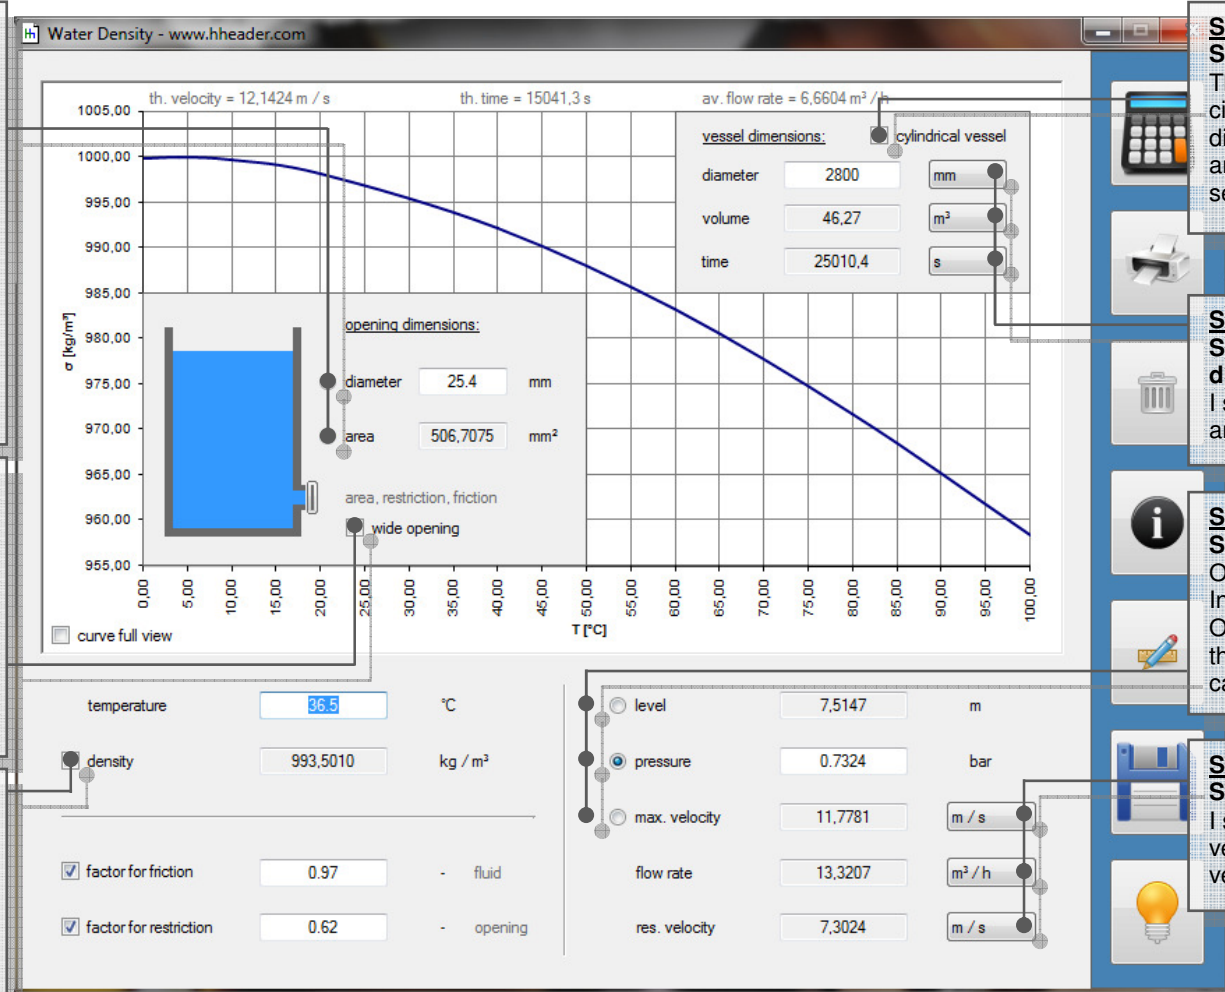 Water Density - www.hheader.com
th. velocity = 12,1424 m / s
th. time = 15041,3 s
av. flow rate = 6,6604 m³ / h
1005,00
1000,00
995,00
990,00
985,00
980,00
975,00
970,00
965,00
960,00
955,00
σ [kg/m³]
vessel dimensions:
cylindrical vessel
diameter 2800 mm
volume 46,27 m³
time 25010,4 s
opening dimensions:
diameter 25.4 mm
area 506,7075 mm²
area, restriction, friction
wide opening
0,00 5,00 10,00 15,00 20,00 25,00 30,00 35,00 40,00 45,00 50,00 55,00 60,00 65,00 70,00 75,00 80,00 85,00 90,00 95,00 100,00
T [°C]
curve full view
temperature 36.5 °C
density 993,5010 kg / m³
factor for friction 0.97 - fluid
factor for restriction 0.62 - opening
level 7,5147 m
pressure 0.7324 bar
max. velocity 11,7781 m / s
flow rate 13,3207 m³ / h
res. velocity 7,3024 m / s